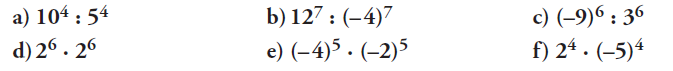 a) 10⁴ : 5⁴ b) 12⁷ : (–4)⁷ c) (–9)⁶ : 3⁶
d) 2⁶ · 2⁶ e) (–4)⁵ · (–2)⁵ f) 2⁴ · (–5)⁴